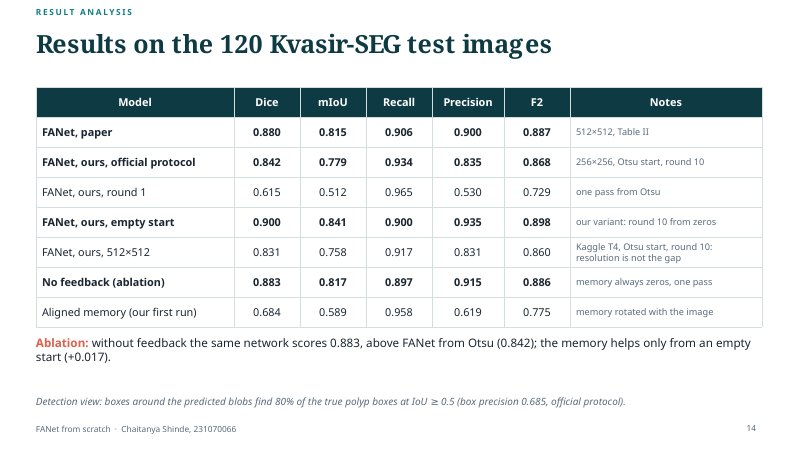 RESULT ANALYSIS
Results on the 120 Kvasir-SEG test images
Model Dice mIoU Recall Precision F2 Notes
FANet, paper 0.880 0.815 0.906 0.900 0.887 512×512, Table II
FANet, ours, official protocol 0.842 0.779 0.934 0.835 0.868 256×256, Otsu start, round 10
FANet, ours, round 1 0.615 0.512 0.965 0.530 0.729 one pass from Otsu
FANet, ours, empty start 0.900 0.841 0.900 0.935 0.898 our variant: round 10 from zeros
FANet, ours, 512×512 0.831 0.758 0.917 0.831 0.860 Kaggle T4, Otsu start, round 10:
resolution is not the gap
No feedback (ablation) 0.883 0.817 0.897 0.915 0.886 memory always zeros, one pass
Aligned memory (our first run) 0.684 0.589 0.958 0.619 0.775 memory rotated with the image
Ablation: without feedback the same network scores 0.883, above FANet from Otsu (0.842); the memory helps only from an empty
start (+0.017).
Detection view: boxes around the predicted blobs find 80% of the true polyp boxes at IoU ≥ 0.5 (box precision 0.685, official protocol).
FANet from scratch · Chaitanya Shinde, 231070066
14